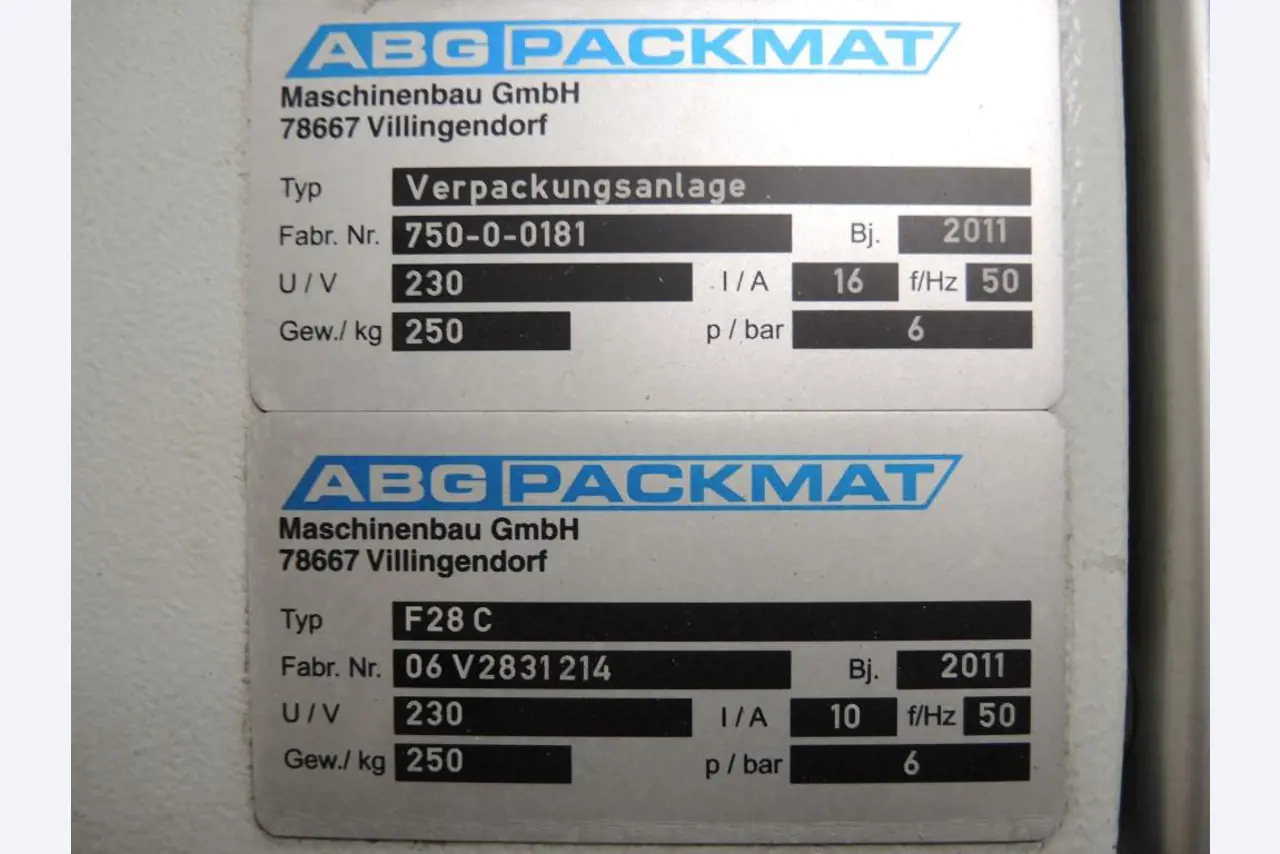 ABG PACKMAT
Maschinenbau GmbH
78667 Villingendorf
Typ Verpackungsanlage
Fabr. Nr. 750-0-0181 Bj. 2011
U / V 230 I / A 16 f/Hz 50
Gew./ kg 250 p / bar 6
ABG PACKMAT
Maschinenbau GmbH
78667 Villingendorf
Typ F28 C
Fabr. Nr. 06 V2831214 Bj. 2011
U / V 230 I / A 10 f/Hz 50
Gew./ kg 250 p / bar 6